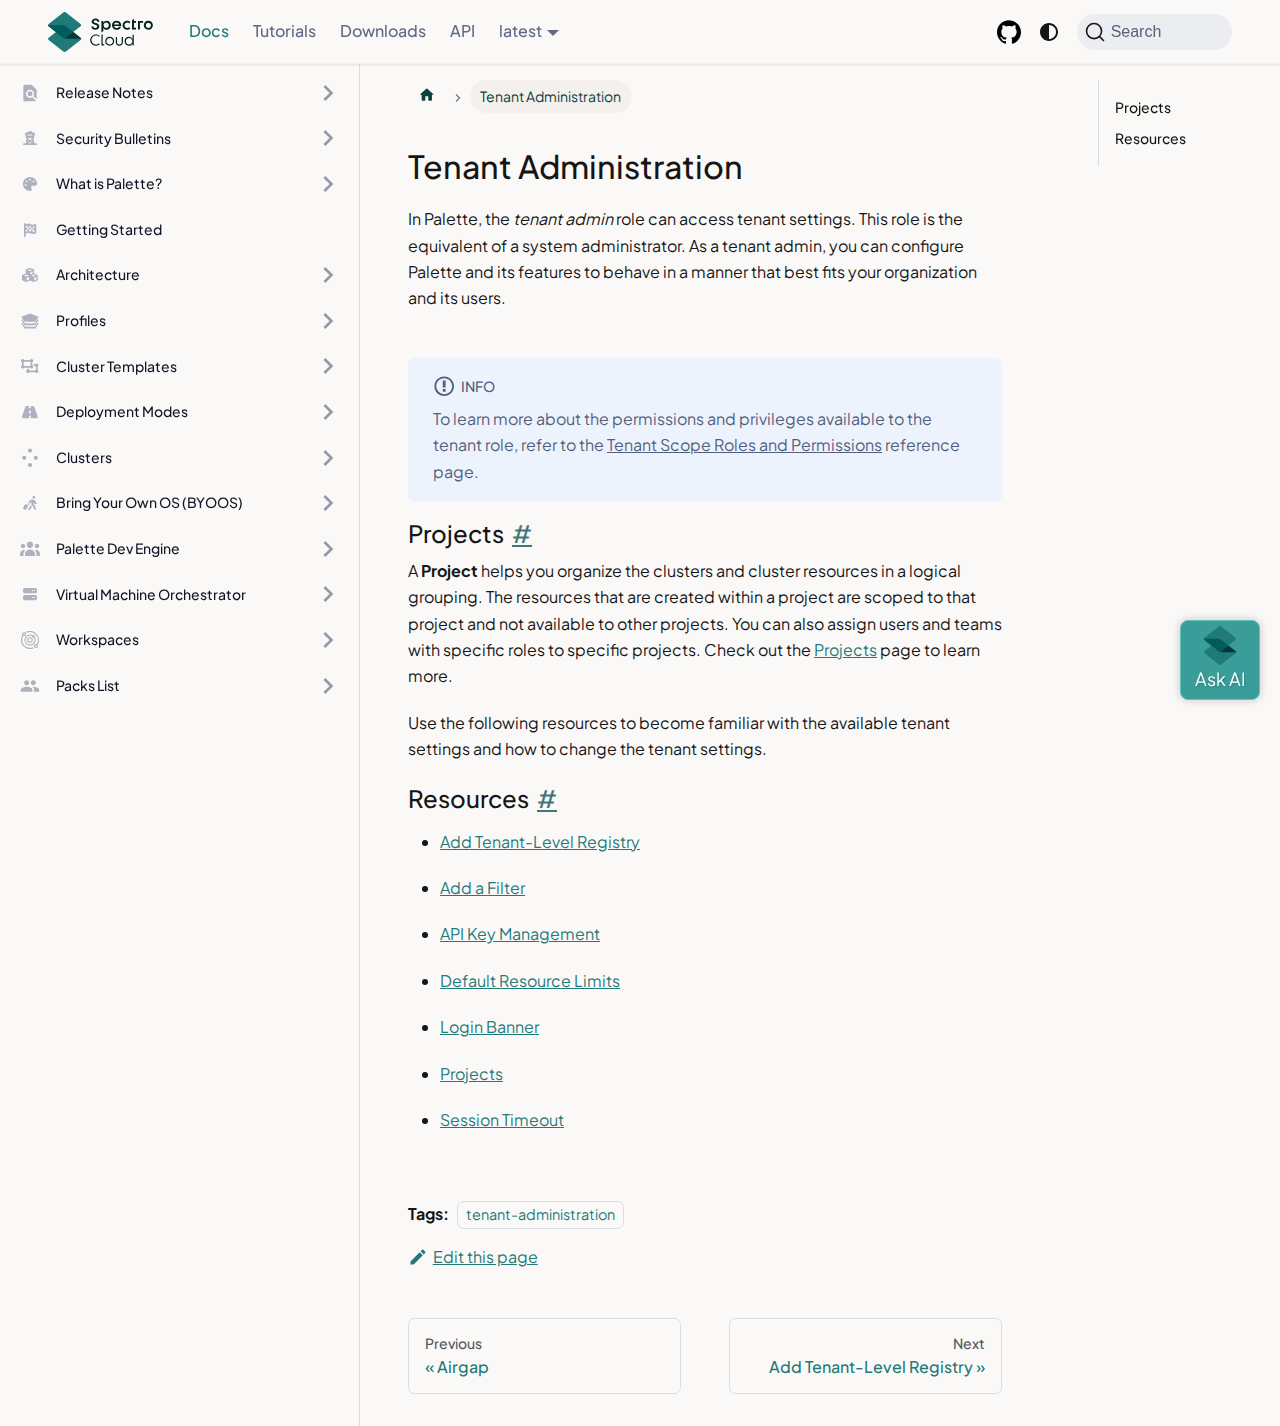 Spectro
Cloud
Docs
Tutorials
Downloads
API
latest
Search
Release Notes
Security Bulletins
What is Palette?
Getting Started
Architecture
Profiles
Cluster Templates
Deployment Modes
Clusters
Bring Your Own OS (BYOOS)
Palette Dev Engine
Virtual Machine Orchestrator
Workspaces
Packs List
Tenant Administration
Tenant Administration
In Palette, the tenant admin role can access tenant settings. This role is the
equivalent of a system administrator. As a tenant admin, you can configure
Palette and its features to behave in a manner that best fits your organization
and its users.
INFO
To learn more about the permissions and privileges available to the
tenant role, refer to the Tenant Scope Roles and Permissions reference
page.
Projects #
A Project helps you organize the clusters and cluster resources in a logical
grouping. The resources that are created within a project are scoped to that
project and not available to other projects. You can also assign users and teams
with specific roles to specific projects. Check out the Projects page to learn
more.
Use the following resources to become familiar with the available tenant
settings and how to change the tenant settings.
Resources #
Add Tenant-Level Registry
Add a Filter
API Key Management
Default Resource Limits
Login Banner
Projects
Session Timeout
Tags: tenant-administration
Edit this page
Previous
« Airgap
Next
Add Tenant-Level Registry »
Projects
Resources
Ask AI